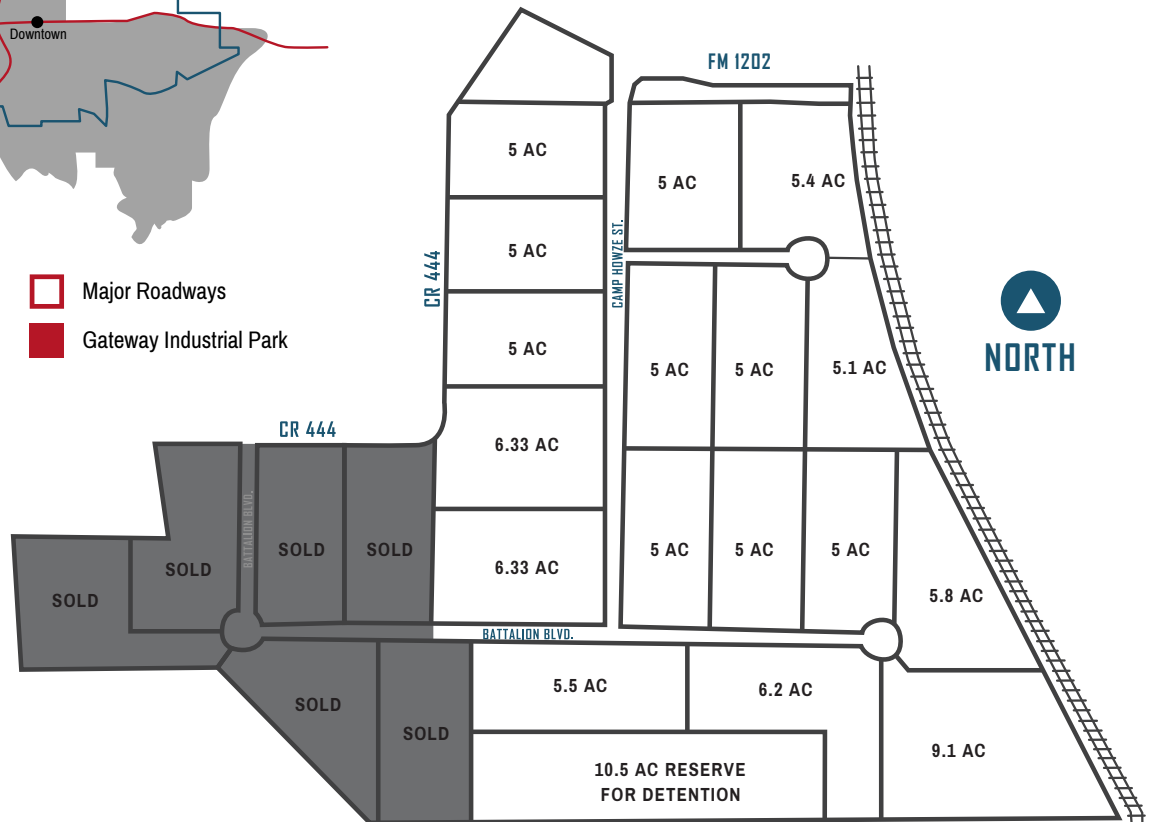 Downtown
FM 1202
5 AC
5 AC
5.4 AC
CAMP HOWZE ST.
5 AC
CR 444
Major Roadways
Gateway Industrial Park
NORTH
5 AC
5 AC
5 AC
5.1 AC
CR 444
6.33 AC
BATTALION BLVD.
SOLD
SOLD
SOLD
SOLD
6.33 AC
5 AC
5 AC
5 AC
5.8 AC
BATTALION BLVD.
SOLD
SOLD
5.5 AC
6.2 AC
9.1 AC
10.5 AC RESERVE
FOR DETENTION